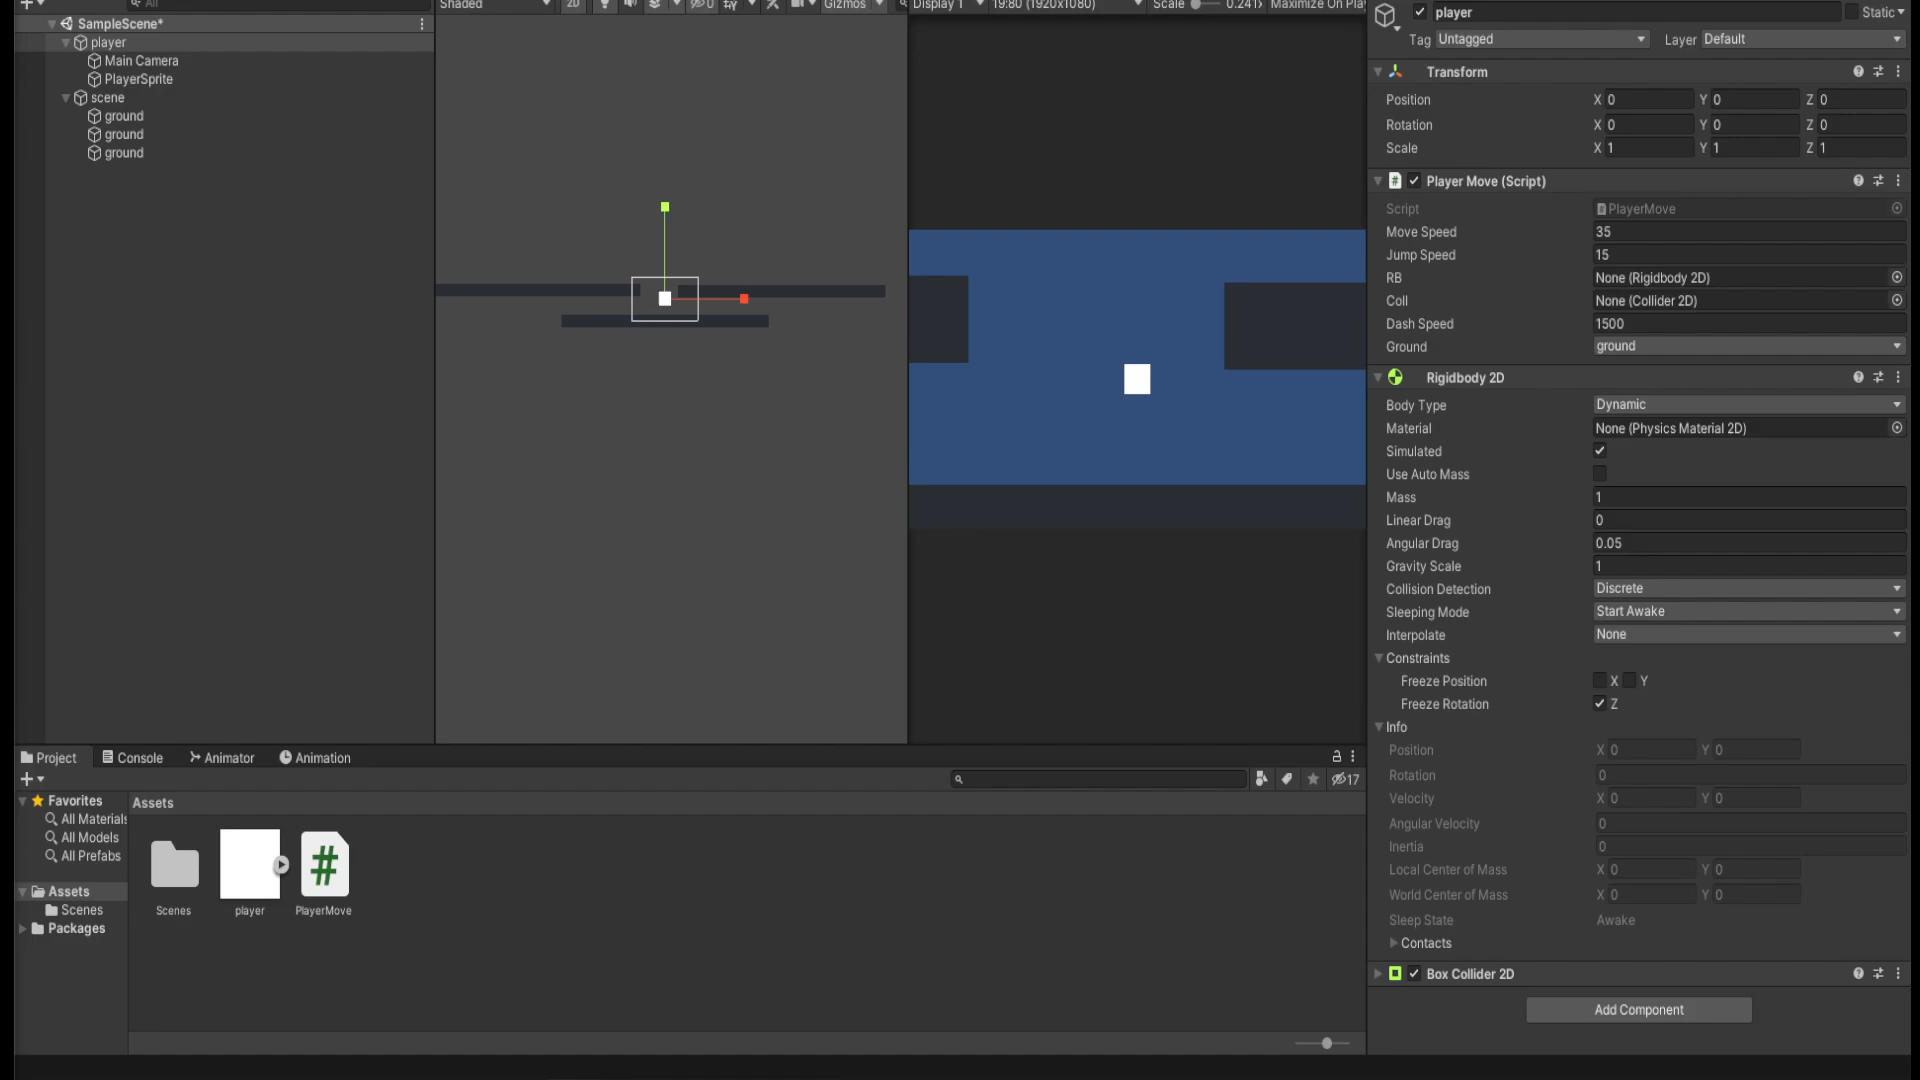 All
Shaded
2D
0
Gizmos
Display 1
19:80 (1920x1080)
Scale
0.241
Maximize On Play
SampleScene*
player
Main Camera
PlayerSprite
scene
ground
ground
ground
player
Static
Tag Untagged Layer Default
Transform
Position X 0 Y 0 Z 0
Rotation X 0 Y 0 Z 0
Scale X 1 Y 1 Z 1
# Player Move (Script)
Script PlayerMove
Move Speed 35
Jump Speed 15
RB None (Rigidbody 2D)
Coll None (Collider 2D)
Dash Speed 1500
Ground ground
Rigidbody 2D
Body Type Dynamic
Material None (Physics Material 2D)
Simulated
Use Auto Mass
Mass 1
Linear Drag 0
Angular Drag 0.05
Gravity Scale 1
Collision Detection Discrete
Sleeping Mode Start Awake
Interpolate None
Constraints
Freeze Position X Y
Freeze Rotation Z
Info
Position X 0 Y 0
Rotation 0
Velocity X 0 Y 0
Angular Velocity 0
Inertia 0
Local Center of Mass X 0 Y 0
World Center of Mass X 0 Y 0
Sleep State Awake
Contacts
Box Collider 2D
Add Component
Project Console Animator Animation
17
Favorites
All Materials
All Models
All Prefabs
Assets
Scenes
Packages
Assets
#
Scenes
player
PlayerMove